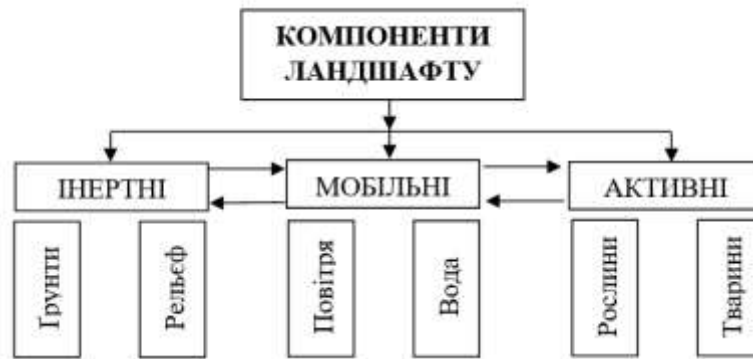 КОМПОНЕНТИ
ЛАНДШАФТУ
ІНЕРТНІ
МОБІЛЬНІ
АКТИВНІ
Ґрунти
Рельєф
Повітря
Вода
Рослини
Тварини